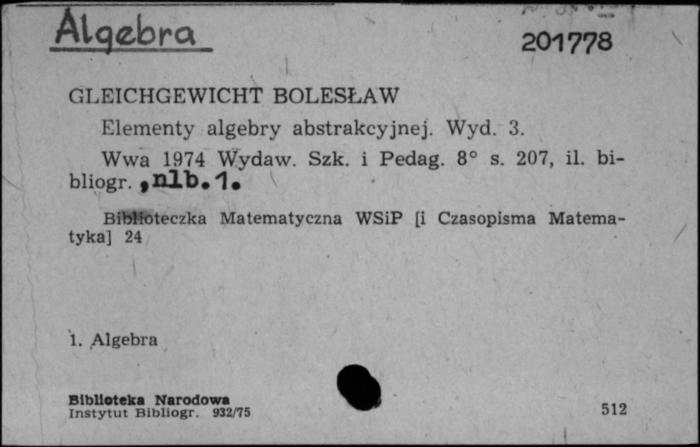 Algebra
201778
GLEICHGEWICHT BOLESŁAW
Elementy algebry abstrakcyjnej. Wyd. 3.
Wwa 1974 Wydaw. Szk. i Pedag. 8° s. 207, il. bi-
bliogr. ,nlb.1.
Biblioteczka Matematyczna WSiP [i Czasopisma Matema-
tyka] 24
1. Algebra
Biblioteka Narodowa
Instytut Bibliogr. 932/75
512